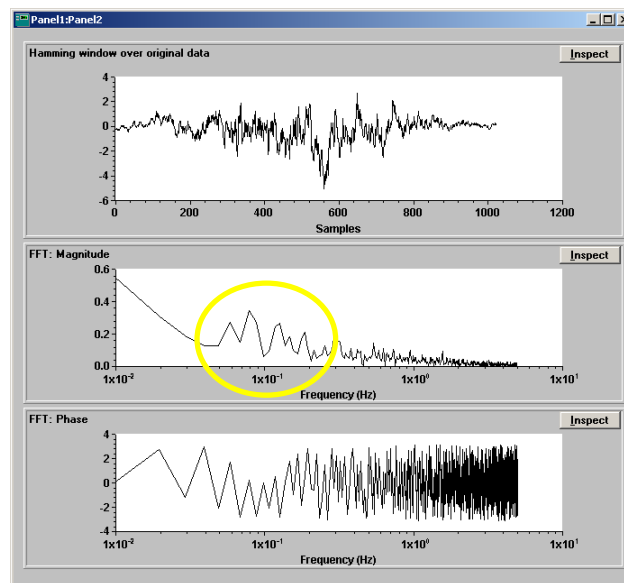 Panel1:Panel2
Hamming window over original data
Inspect
4
2
0
-2
-4
-6
0 200 400 600 800 1000 1200
Samples
FFT: Magnitude
Inspect
0.6
0.4
0.2
0.0
1x10⁻² 1x10⁻¹ 1x10⁰ 1x10¹
Frequency (Hz)
FFT: Phase
Inspect
4
2
0
-2
-4
1x10⁻² 1x10⁻¹ 1x10⁰ 1x10¹
Frequency (Hz)